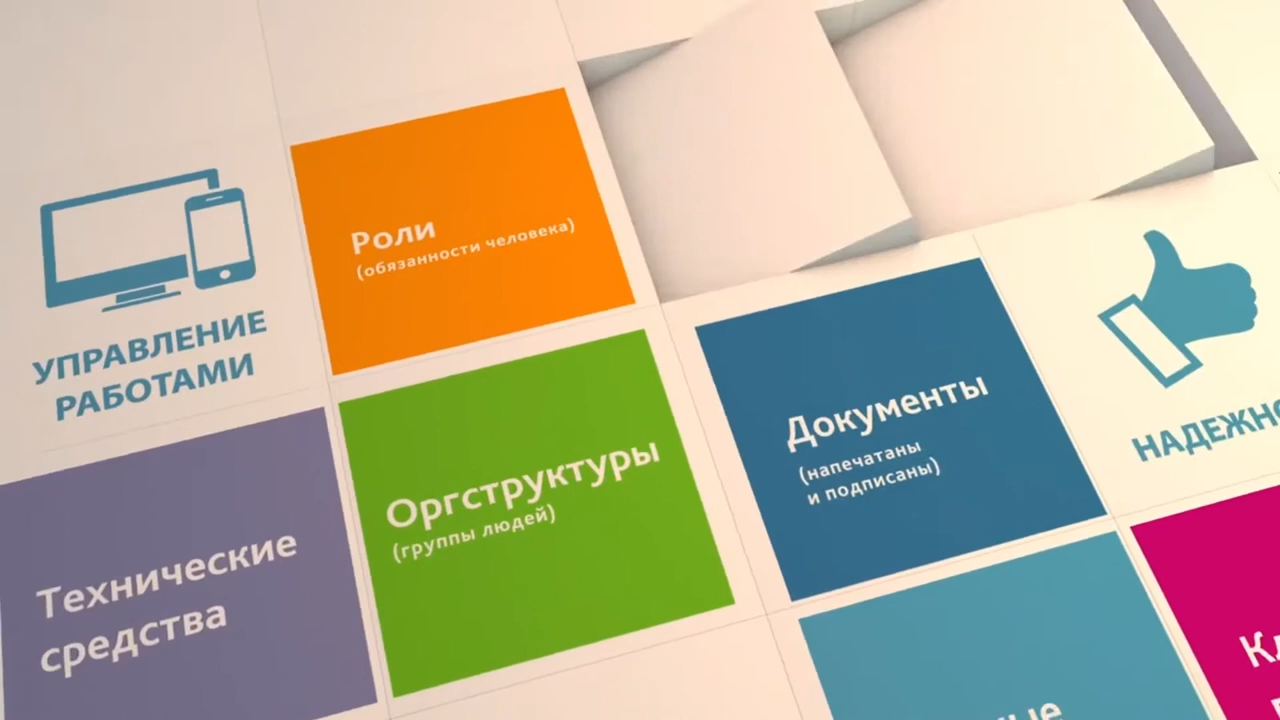 Роли
(обязанности человека)
УПРАВЛЕНИЕ
РАБОТАМИ
Документы
(напечатаны
и подписаны)
Оргструктуры
(группы людей)
Технические
средства